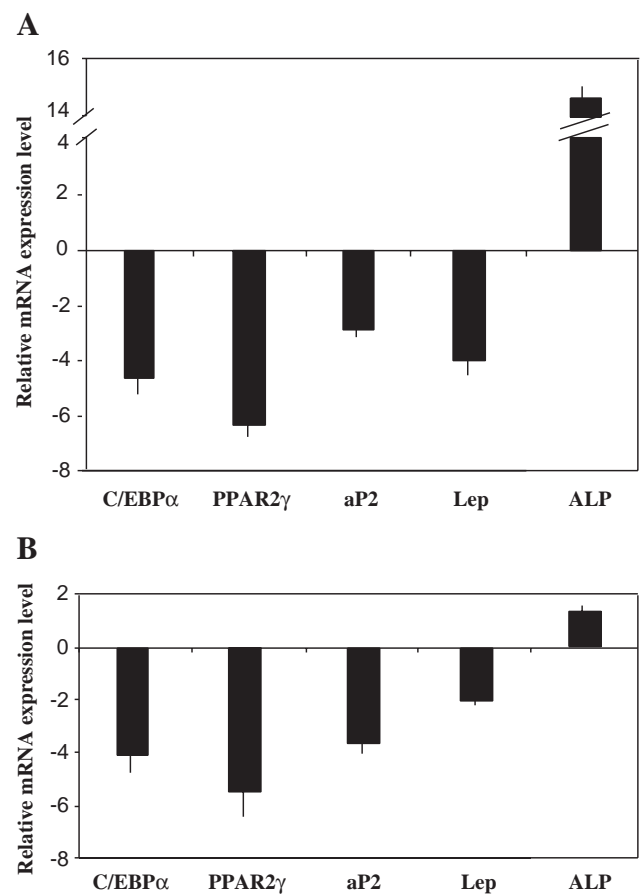 A
Relative mRNA expression level
16
14
4
2
0
-2
-4
-6
-8
C/EBPα PPAR2γ aP2 Lep ALP
B
Relative mRNA expression level
2
0
-2
-4
-6
-8
C/EBPα PPAR2γ aP2 Lep ALP